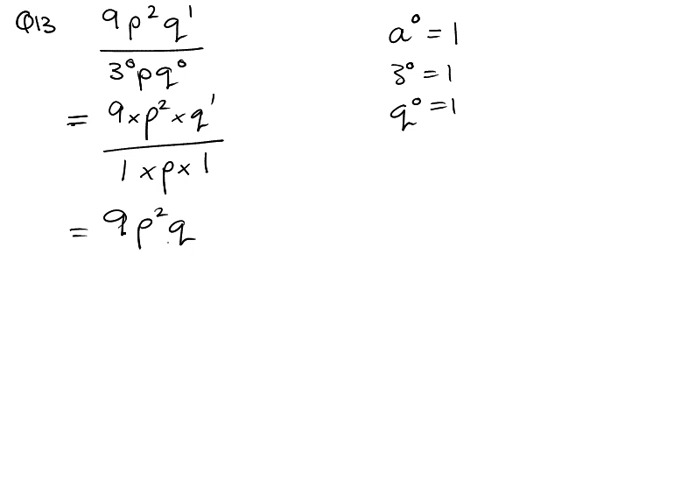 Q13 9p²q¹ / 3⁰pq⁰
= 9×p²×q¹ / 1×p×1
= 9p²q
a⁰ = 1
3⁰ = 1
q⁰ = 1